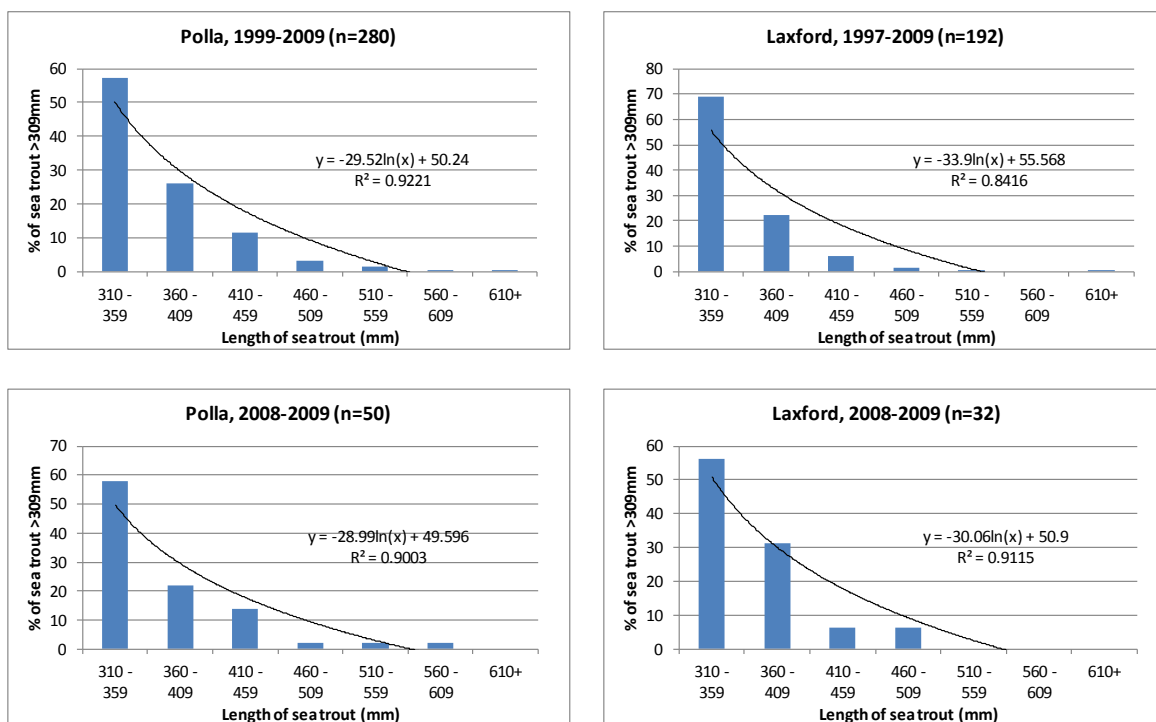 Polla, 1999-2009 (n=280)
% of sea trout >309mm
60
50
40
30
20
10
0
y = -29.52ln(x) + 50.24
R² = 0.9221
310 - 360 - 410 - 460 - 510 - 560 - 610+
359 409 459 509 559 609
Length of sea trout (mm)
Laxford, 1997-2009 (n=192)
% of sea trout >309mm
80
70
60
50
40
30
20
10
0
y = -33.9ln(x) + 55.568
R² = 0.8416
310 - 360 - 410 - 460 - 510 - 560 - 610+
359 409 459 509 559 609
Length of sea trout (mm)
Polla, 2008-2009 (n=50)
% of sea trout >309mm
70
60
50
40
30
20
10
0
y = -28.99ln(x) + 49.596
R² = 0.9003
310 - 360 - 410 - 460 - 510 - 560 - 610+
359 409 459 509 559 609
Length of sea trout (mm)
Laxford, 2008-2009 (n=32)
% of sea trout >309mm
60
50
40
30
20
10
0
y = -30.06ln(x) + 50.9
R² = 0.9115
310 - 360 - 410 - 460 - 510 - 560 - 610+
359 409 459 509 559 609
Length of sea trout (mm)